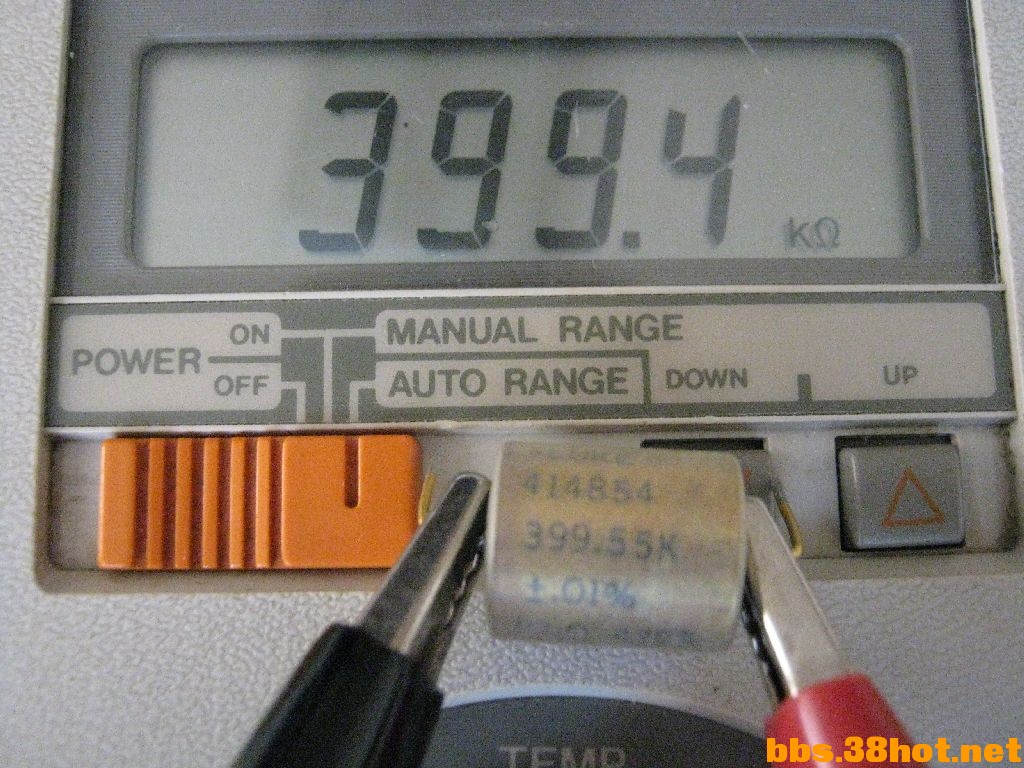 399.4 kΩ
POWER ON OFF
MANUAL RANGE
AUTO RANGE
DOWN UP
414854
399.55K
±.01%
TEMP
bbs.38hot.net